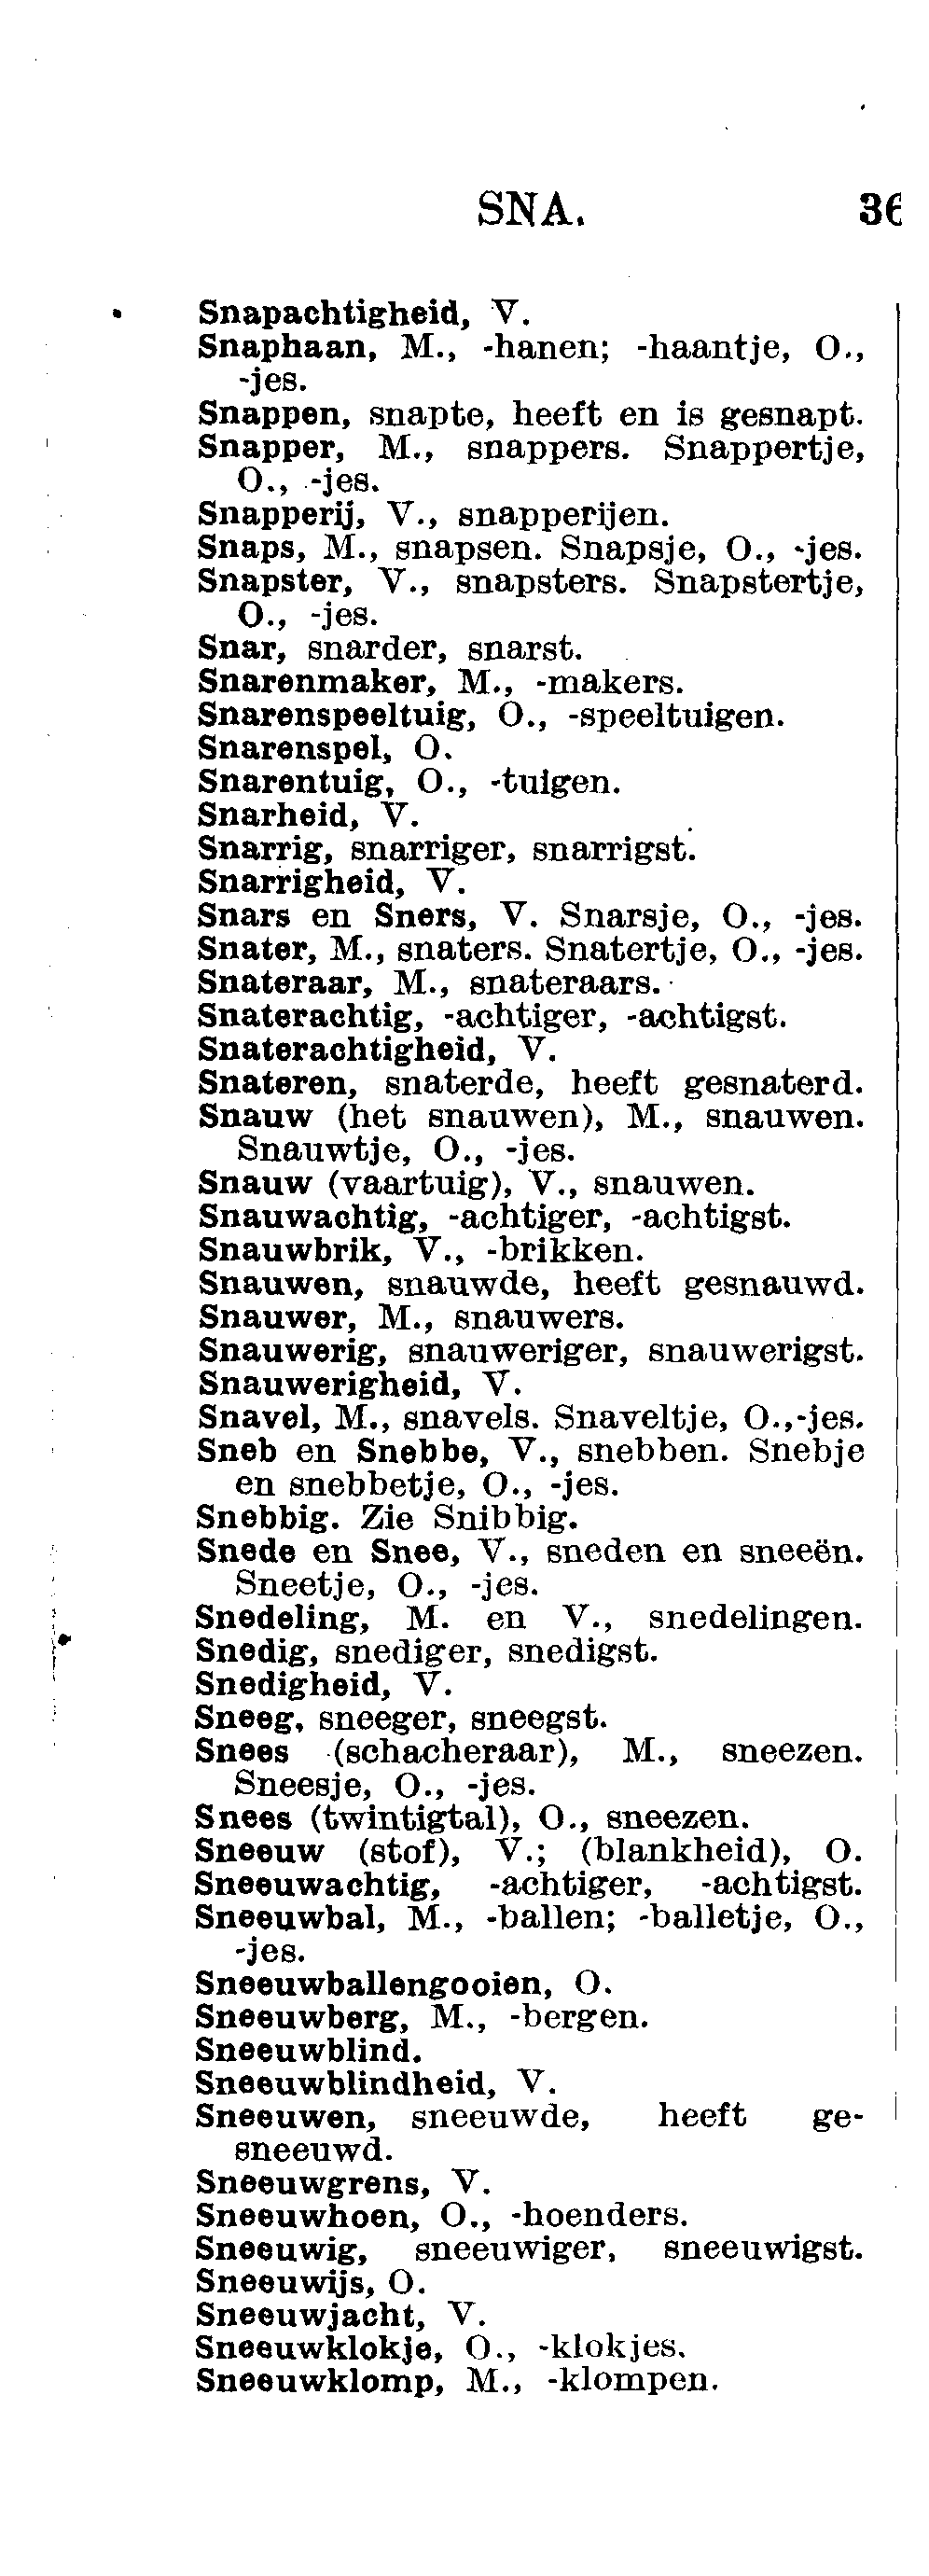 SNA.
Snapachtigheid, V.
Snaphaan, M., -hanen; -haantje, O.,
-jes.
Snappen, snapte, heeft en is gesnapt.
Snapper, M., snappers. Snappertje,
O., -jes.
Snapperij, V., snapperijen.
Snaps, M., snapsen. Snapsje, O., -jes.
Snapster, V., snapsters. Snapstertje,
O., -jes.
Snar, snarder, snarst.
Snarenmaker, M., -makers.
Snarenspeeltuig, O., -speeltuigen.
Snarenspel, O.
Snarentuig, O., -tuigen.
Snarheid, V.
Snarrig, snarriger, snarrigst.
Snarrigheid, V.
Snars en Sners, V. Snarsje, O., -jes.
Snater, M., snaters. Snatertje, O., -jes.
Snateraar, M., snateraars.
Snaterachtig, -achtiger, -achtigst.
Snaterachtigheid, V.
Snateren, snaterde, heeft gesnaterd.
Snauw (het snauwen), M., snauwen.
Snauwtje, O., -jes.
Snauw (vaartuig), V., snauwen.
Snauwachtig, -achtiger, -achtigst.
Snauwbrik, V., -brikken.
Snauwen, snauwde, heeft gesnauwd.
Snauwer, M., snauwers.
Snauwerig, snauweriger, snauwerigst.
Snauwerigheid, V.
Snavel, M., snavels. Snaveltje, O.,-jes.
Sneb en Snebbe, V., snebben. Snebje
en snebbetje, O., -jes.
Snebbig. Zie Snibbig.
Snede en Snee, V., sneden en sneeën.
Sneetje, O., -jes.
Snedeling, M. en V., snedelingen.
Snedig, snediger, snedigst.
Snedigheid, V.
Sneeg, sneeger, sneegst.
Snees (schacheraar), M., sneezen.
Sneesje, O., -jes.
Snees (twintigtal), O., sneezen.
Sneeuw (stof), V.; (blankheid), O.
Sneeuwachtig, -achtiger, -achtigst.
Sneeuwbal, M., -ballen; -balletje, O.,
-jes.
Sneeuwballengooien, O.
Sneeuwberg, M., -bergen.
Sneeuwblind.
Sneeuwblindheid, V.
Sneeuwen, sneeuwde, heeft ge-
sneeuwd.
Sneeuwgrens, V.
Sneeuwhoen, O., -hoenders.
Sneeuwig, sneeuwiger, sneeuwigst.
Sneeuwijs, O.
Sneeuwjacht, V.
Sneeuwklokje, O., -klokjes.
Sneeuwklomp, M., -klompen.